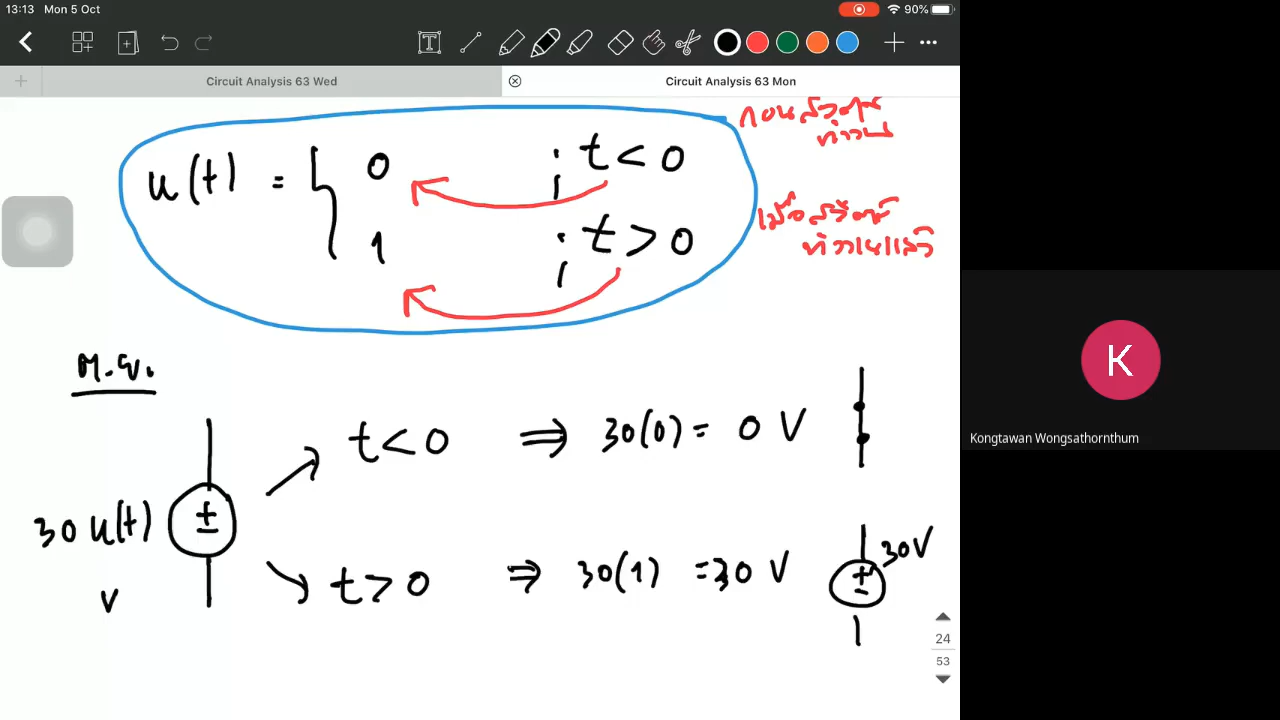 13:13 Mon 5 Oct
90%
Circuit Analysis 63 Wed
Circuit Analysis 63 Mon
ก่อนสวิตช์
ทำงาน
u(t) = { 0 ; t < 0
1 ; t > 0
เมื่อสวิตช์
ทำงานแล้ว
t < 0 ⇒ 30(0) = 0 V
30 u(t)
V
±
t > 0 ⇒ 30(1) = 30 V
30V
±
24
53
K
Kongtawan Wongsathornthum